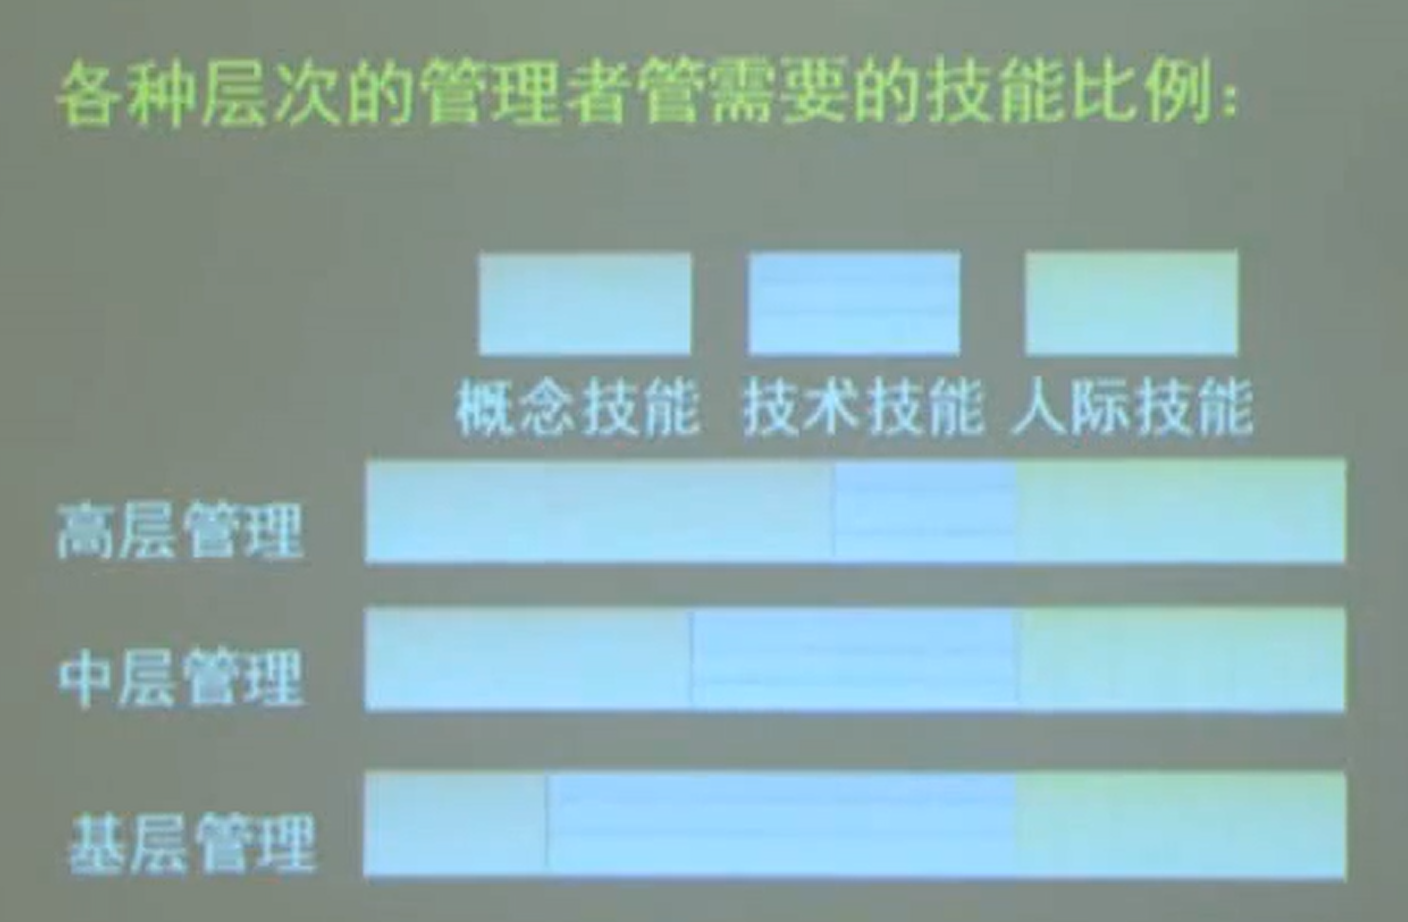 各种层次的管理者管需要的技能比例:
概念技能 技术技能 人际技能
高层管理
中层管理
基层管理